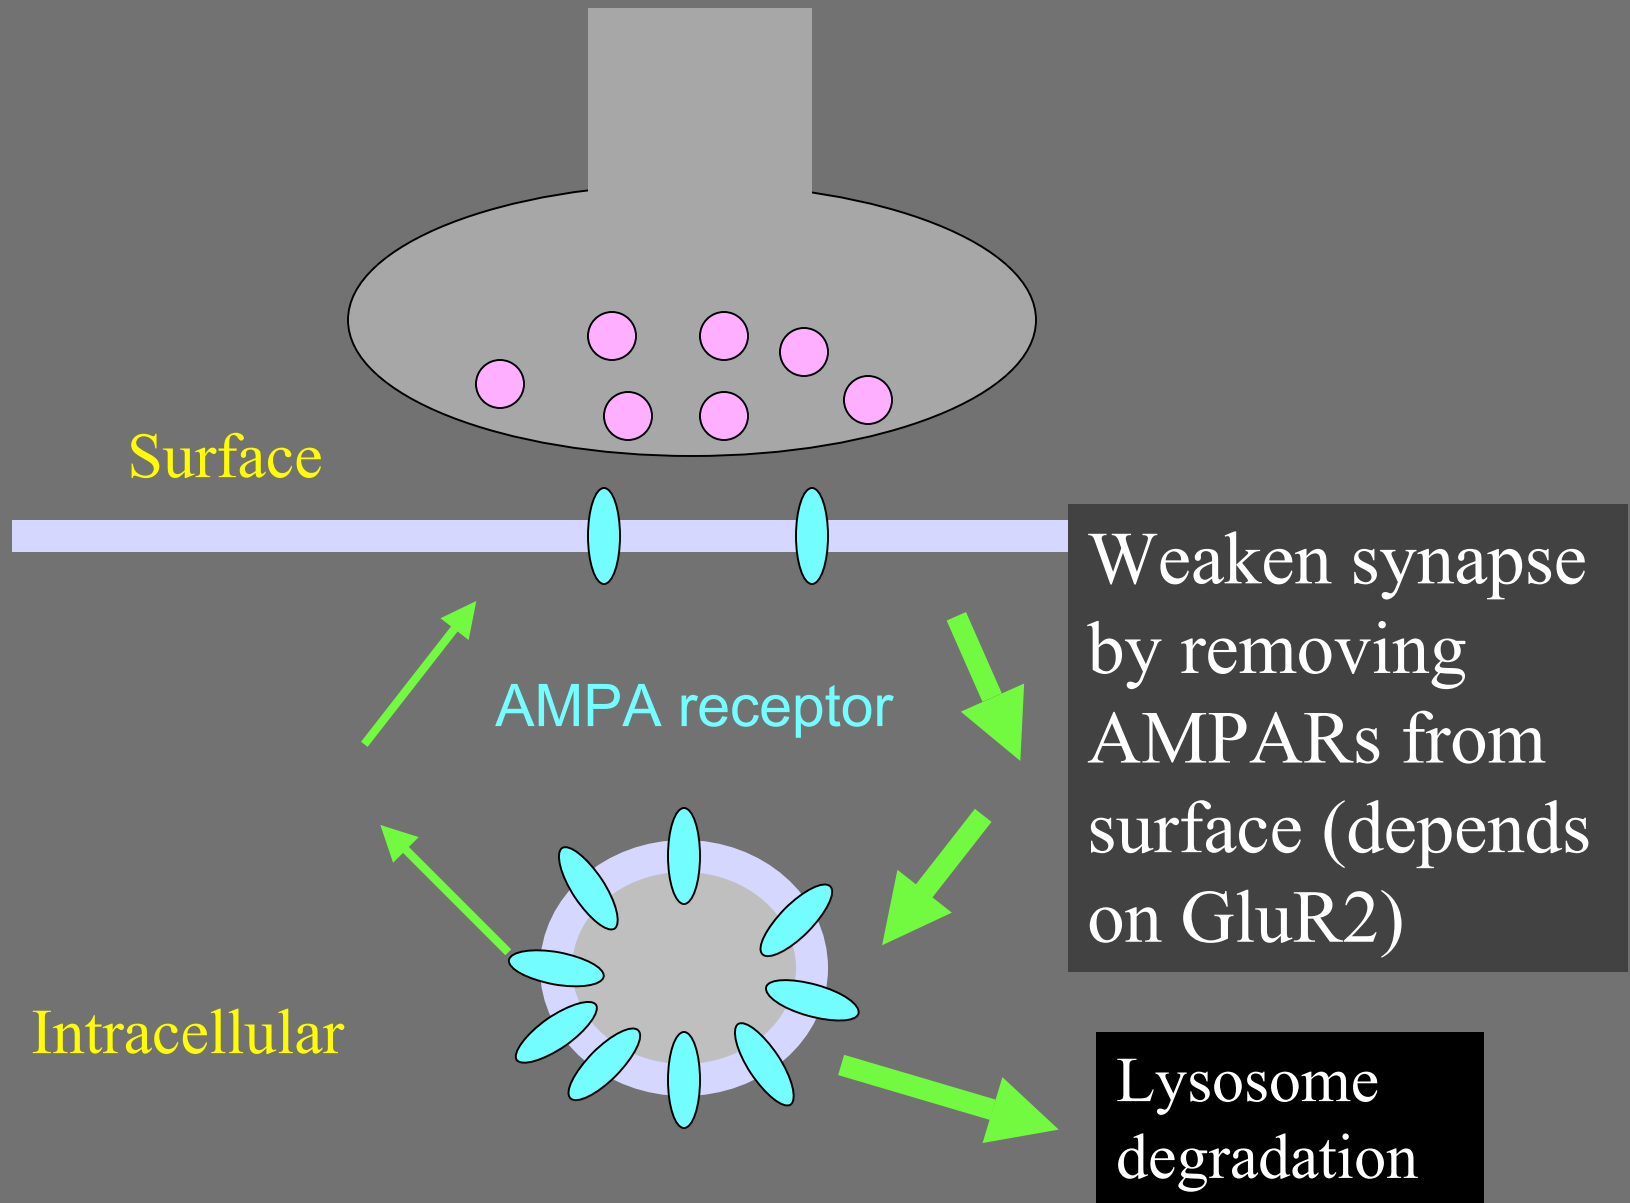 Surface
Weaken synapse
by removing
AMPARs from
surface (depends
on GluR2)
AMPA receptor
Intracellular
Lysosome
degradation